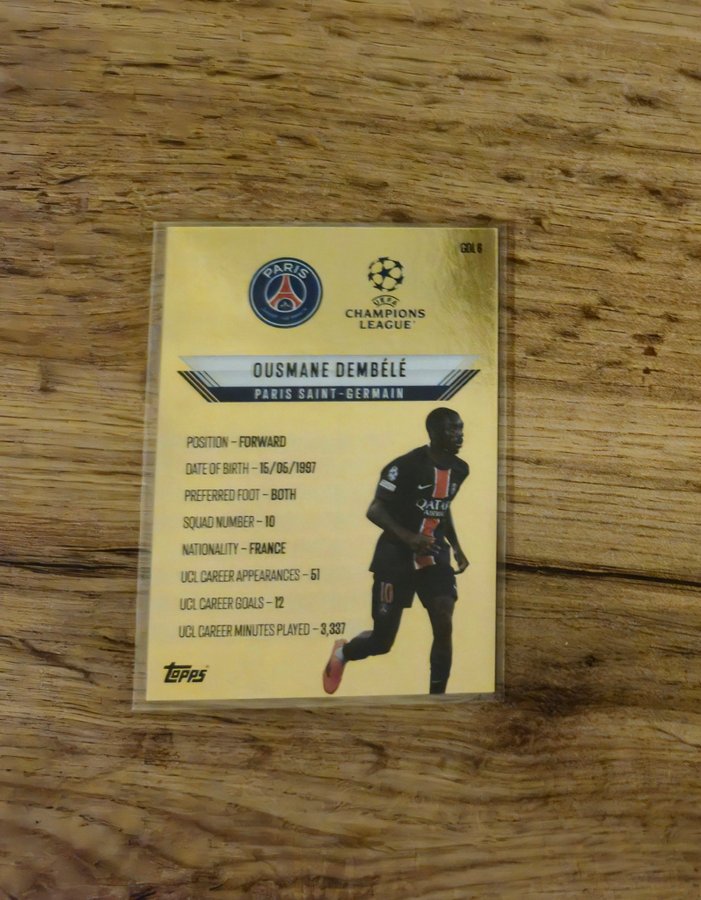 GDL 6
PARIS
UEFA
CHAMPIONS
LEAGUE
OUSMANE DEMBÉLÉ
PARIS SAINT-GERMAIN
POSITION – FORWARD
DATE OF BIRTH – 15/05/1997
PREFERRED FOOT – BOTH
SQUAD NUMBER – 10
NATIONALITY – FRANCE
UCL CAREER APPEARANCES – 51
UCL CAREER GOALS – 12
UCL CAREER MINUTES PLAYED – 3,337
QATAR
AIRWAYS
10
Topps